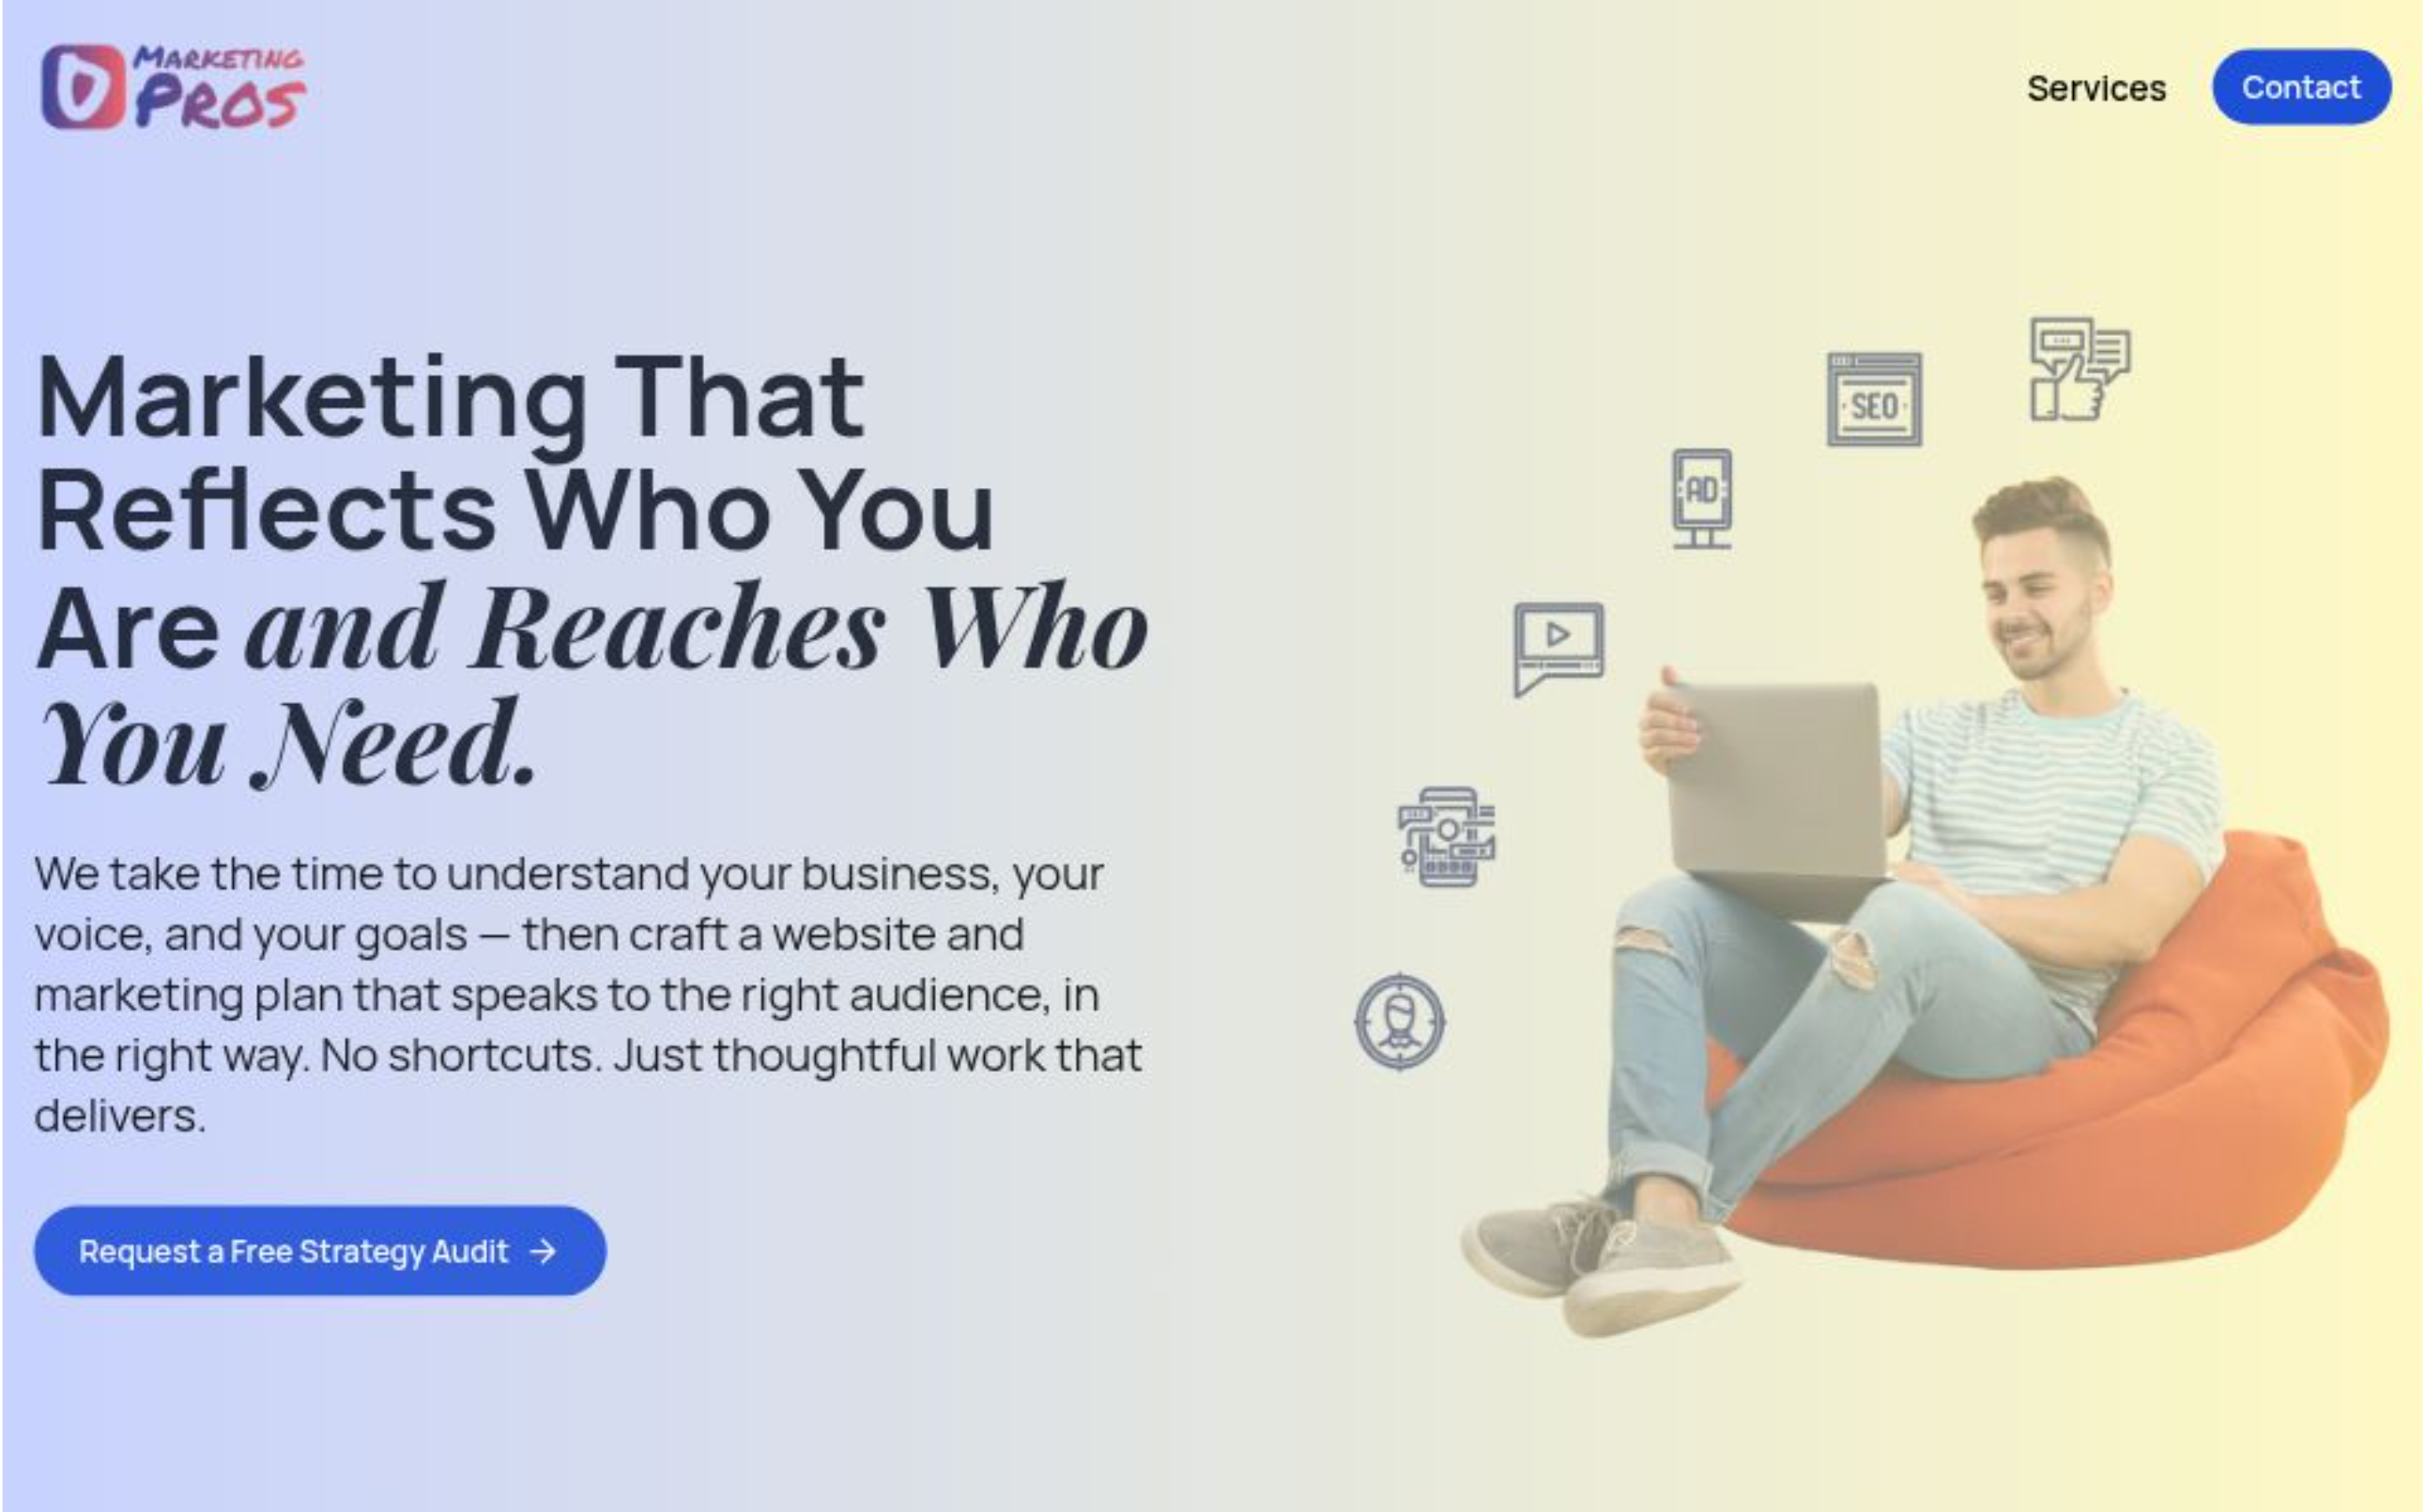 Marketing
Pros
Services
Contact
Marketing That
Reflects Who You
Are and Reaches Who
You Need.
We take the time to understand your business, your
voice, and your goals — then craft a website and
marketing plan that speaks to the right audience, in
the right way. No shortcuts. Just thoughtful work that
delivers.
Request a Free Strategy Audit →
SEO
AD